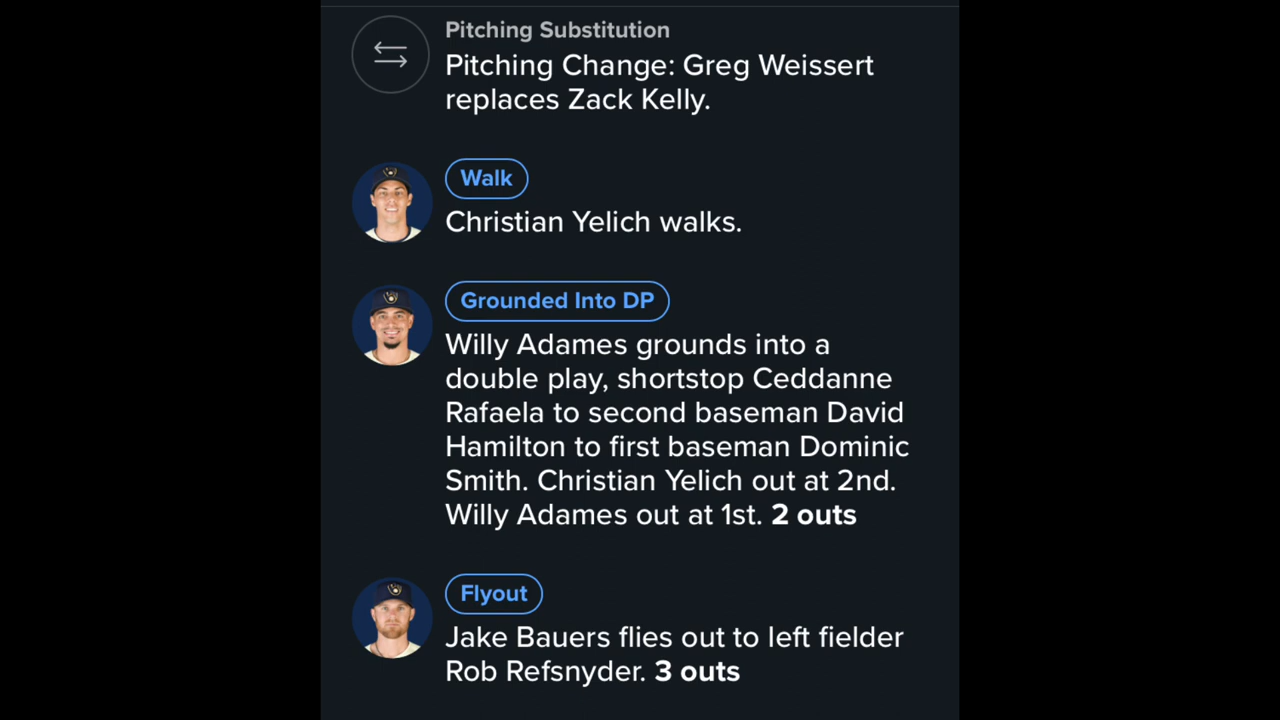 Pitching Substitution
Pitching Change: Greg Weissert
replaces Zack Kelly.
Walk
Christian Yelich walks.
Grounded Into DP
Willy Adames grounds into a
double play, shortstop Ceddanne
Rafaela to second baseman David
Hamilton to first baseman Dominic
Smith. Christian Yelich out at 2nd.
Willy Adames out at 1st. 2 outs
Flyout
Jake Bauers flies out to left fielder
Rob Refsnyder. 3 outs